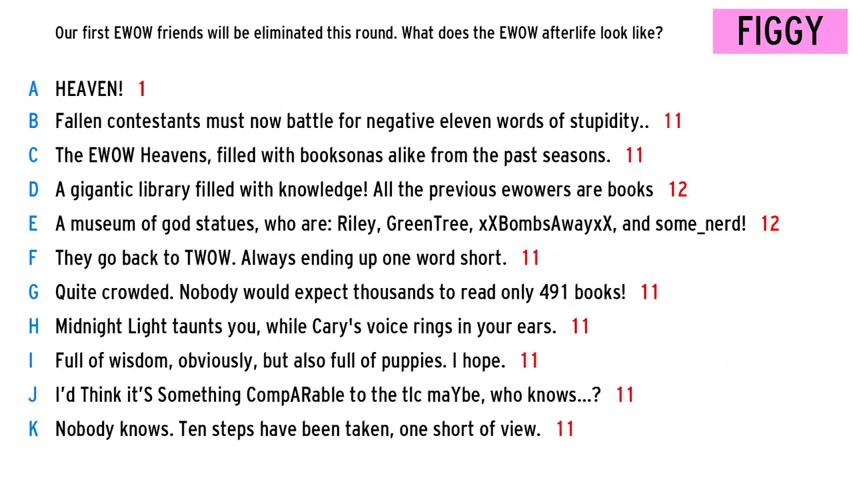 Our first EWOW friends will be eliminated this round. What does the EWOW afterlife look like?
FIGGY
A HEAVEN! 1
B Fallen contestants must now battle for negative eleven words of stupidity.. 11
C The EWOW Heavens, filled with booksonas alike from the past seasons. 11
D A gigantic library filled with knowledge! All the previous ewowers are books 12
E A museum of god statues, who are: Riley, GreenTree, xXBombsAwayxX, and some_nerd! 12
F They go back to TWOW. Always ending up one word short. 11
G Quite crowded. Nobody would expect thousands to read only 491 books! 11
H Midnight Light taunts you, while Cary's voice rings in your ears. 11
I Full of wisdom, obviously, but also full of puppies. I hope. 11
J I'd Think it'S Something CompARable to the tlc maYbe, who knows...? 11
K Nobody knows. Ten steps have been taken, one short of view. 11